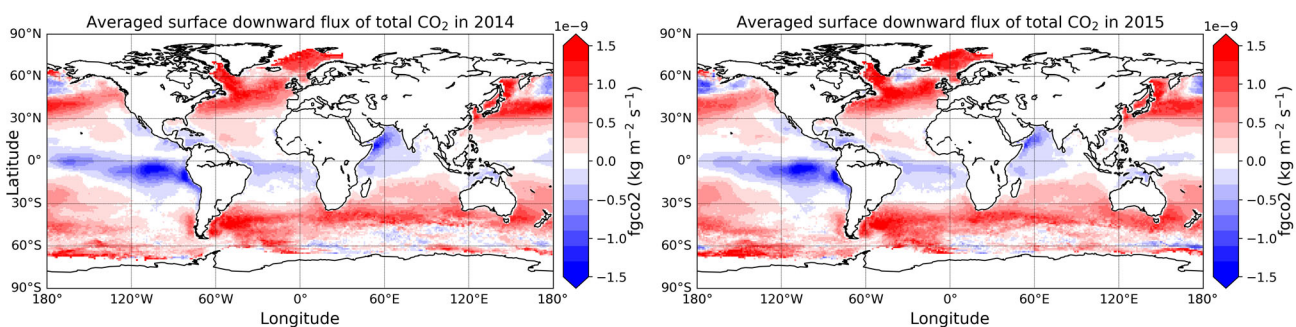 Averaged surface downward flux of total CO₂ in 2014
1e−9
90°N
60°N
30°N
0°
30°S
60°S
90°S
Latitude
180° 120°W 60°W 0° 60°E 120°E 180°
Longitude
1.5
1.0
0.5
0.0
−0.5
−1.0
−1.5
fgco2 (kg m⁻² s⁻¹)
Averaged surface downward flux of total CO₂ in 2015
1e−9
90°N
60°N
30°N
0°
30°S
60°S
90°S
180° 120°W 60°W 0° 60°E 120°E 180°
Longitude
1.5
1.0
0.5
0.0
−0.5
−1.0
−1.5
fgco2 (kg m⁻² s⁻¹)